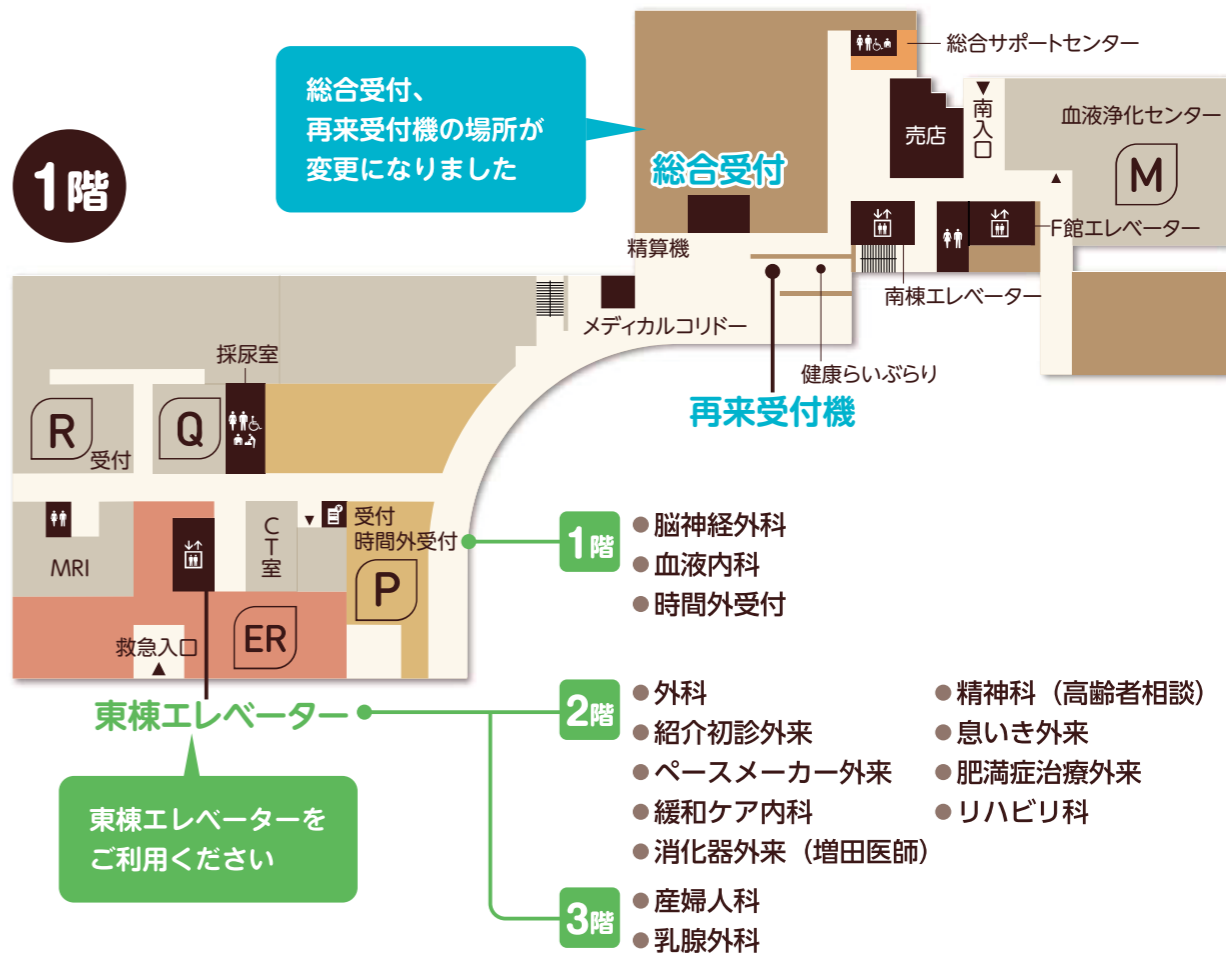 1階
総合受付、
再来受付機の場所が
変更になりました
総合サポートセンター
売店
南入口
血液浄化センター
M
総合受付
精算機
F館エレベーター
南棟エレベーター
メディカルコリドー
健康らいぶらり
再来受付機
採尿室
R
受付
Q
MRI
CT室
受付
時間外受付
P
救急入口
ER
東棟エレベーター
東棟エレベーターを
ご利用ください
1階
脳神経外科
血液内科
時間外受付
2階
外科
紹介初診外来
ペースメーカー外来
緩和ケア内科
消化器外来（増田医師）
精神科（高齢者相談）
息いき外来
肥満症治療外来
リハビリ科
3階
産婦人科
乳腺外科